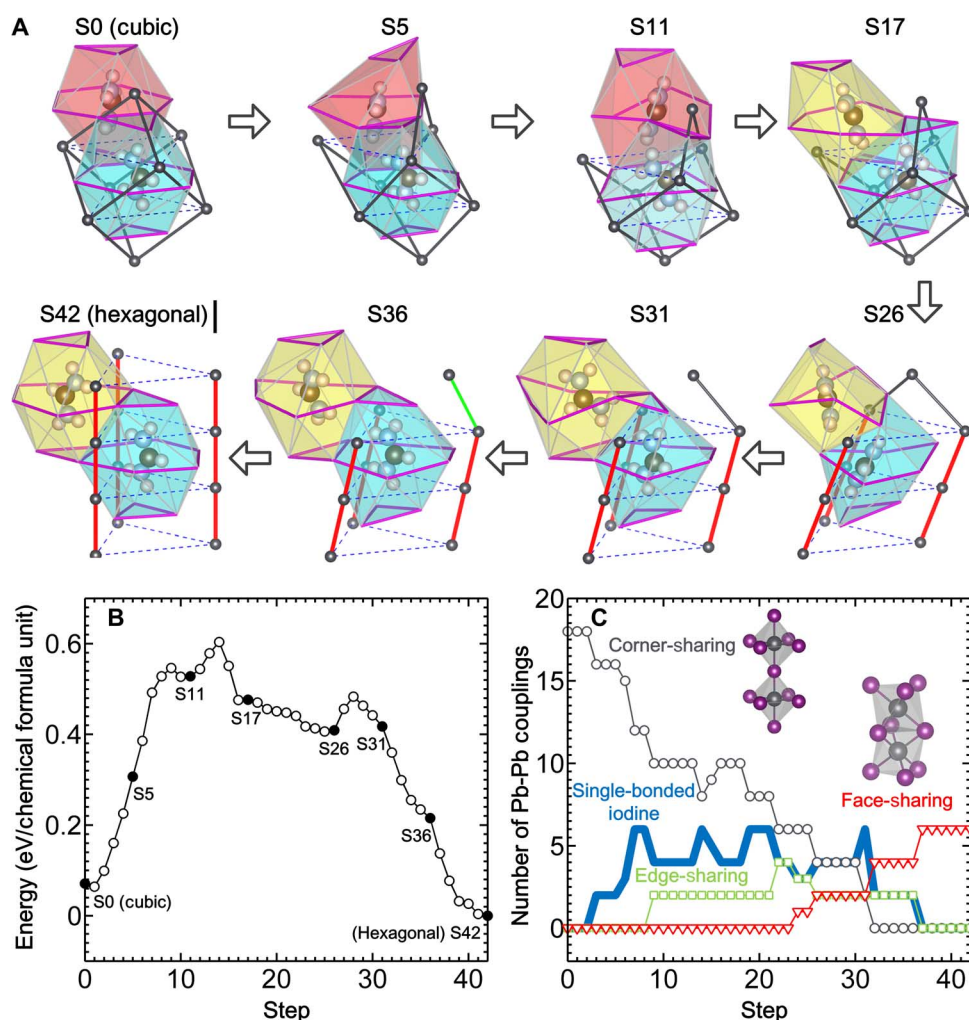 A
S0 (cubic)
S5
S11
S17
S42 (hexagonal)
S36
S31
S26
B
Energy (eV/chemical formula unit)
0.6
0.4
0.2
0
S0 (cubic)
S5
S11
S17
S26
S31
S36
(Hexagonal) S42
0
10
20
30
40
Step
C
Number of Pb-Pb couplings
20
15
10
5
0
Corner-sharing
Single-bonded
iodine
Face-sharing
Edge-sharing
0
10
20
30
40
Step